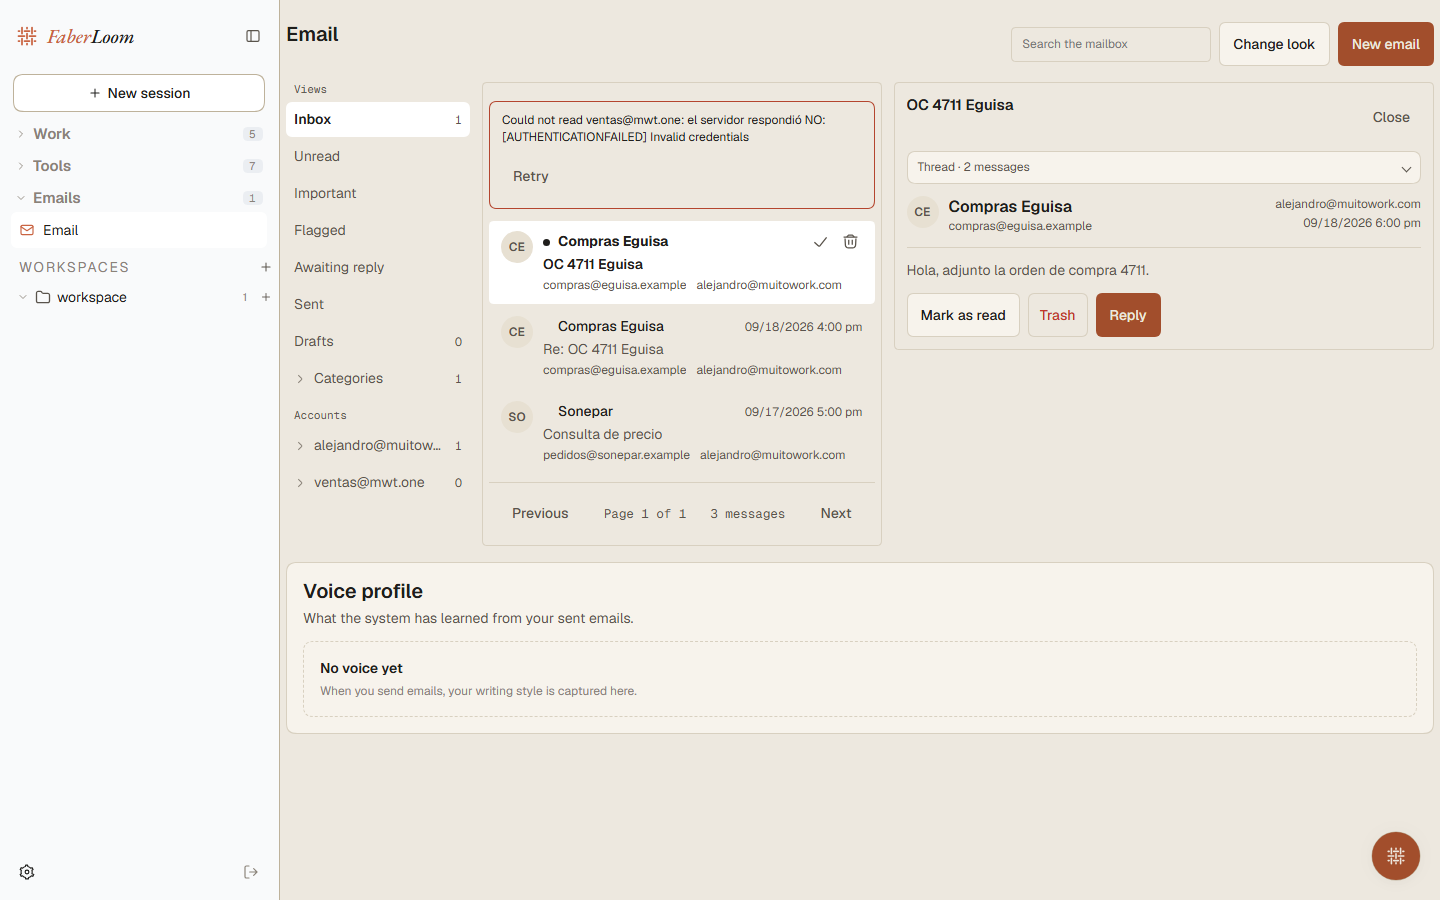 FaberLoom
New session
Work 5
Tools 7
Emails 1
Email
WORKSPACES
workspace 1
Email
Search the mailbox
Change look
New email
Views
Inbox 1
Unread
Important
Flagged
Awaiting reply
Sent
Drafts 0
Categories 1
Accounts
alejandro@muitow... 1
ventas@mwt.one 0
Could not read ventas@mwt.one: el servidor respondió NO:
[AUTHENTICATIONFAILED] Invalid credentials
Retry
CE Compras Eguisa
OC 4711 Eguisa
compras@eguisa.example alejandro@muitowork.com
CE Compras Eguisa 09/18/2026 4:00 pm
Re: OC 4711 Eguisa
compras@eguisa.example alejandro@muitowork.com
SO Sonepar 09/17/2026 5:00 pm
Consulta de precio
pedidos@sonepar.example alejandro@muitowork.com
Previous Page 1 of 1 3 messages Next
OC 4711 Eguisa
Close
Thread · 2 messages
CE Compras Eguisa alejandro@muitowork.com
compras@eguisa.example 09/18/2026 6:00 pm
Hola, adjunto la orden de compra 4711.
Mark as read Trash Reply
Voice profile
What the system has learned from your sent emails.
No voice yet
When you send emails, your writing style is captured here.